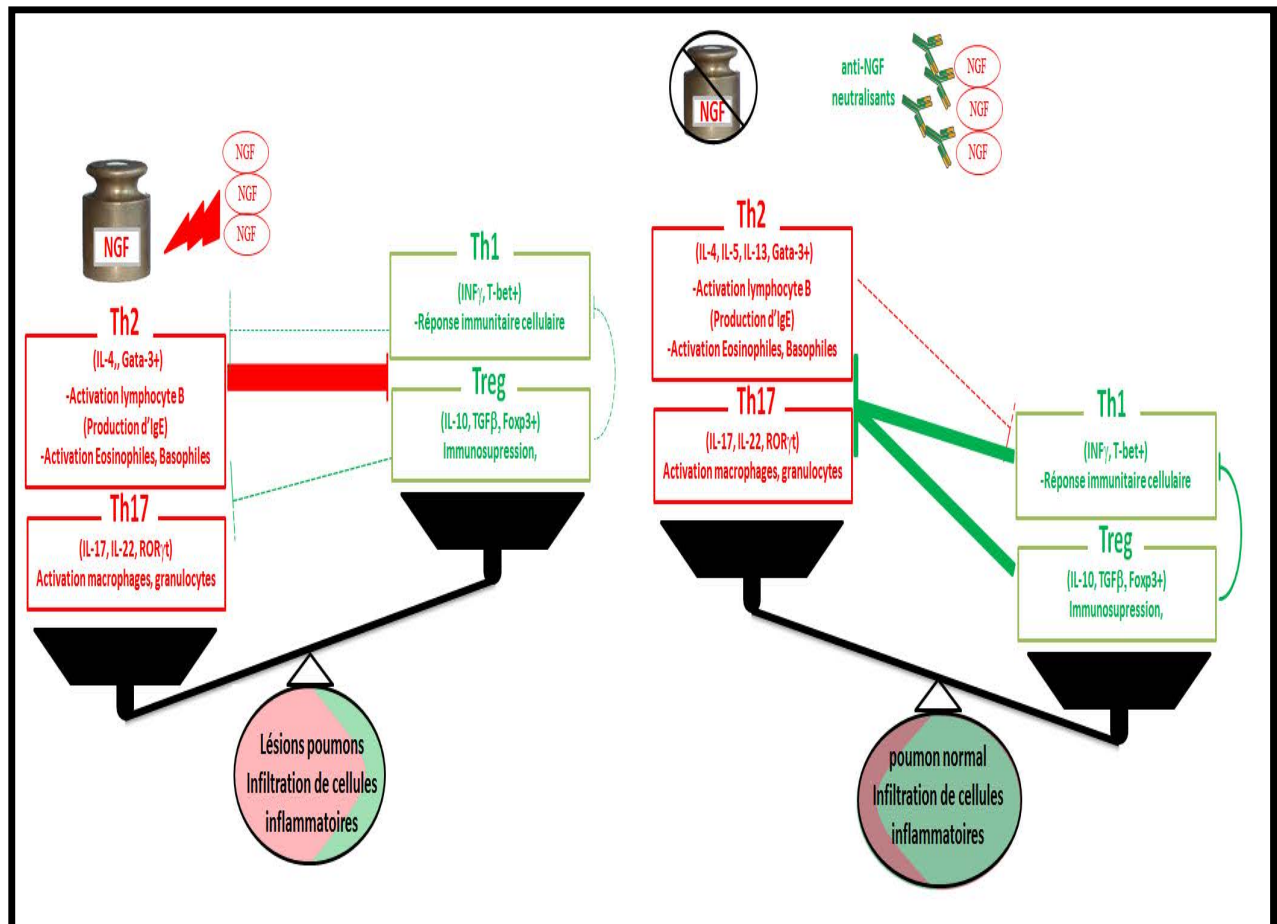 NGF
NGF
NGF
NGF
Th2
(IL-4,, Gata-3+)
-Activation lymphocyte B
(Production d'IgE)
-Activation Eosinophiles, Basophiles
Th17
(IL-17, IL-22, RORγt)
Activation macrophages, granulocytes
Th1
(INFγ, T-bet+)
-Réponse immunitaire cellulaire
Treg
(IL-10, TGFβ, Foxp3+)
Immunosupression,
Lésions poumons
Infiltration de cellules
inflammatoires
NGF
anti-NGF
neutralisants
NGF
NGF
NGF
Th2
(IL-4, IL-5, IL-13, Gata-3+)
-Activation lymphocyte B
(Production d'IgE)
-Activation Eosinophiles, Basophiles
Th17
(IL-17, IL-22, RORγt)
Activation macrophages, granulocytes
Th1
(INFγ, T-bet+)
-Réponse immunitaire cellulaire
Treg
(IL-10, TGFβ, Foxp3+)
Immunosupression,
poumon normal
Infiltration de cellules
inflammatoires